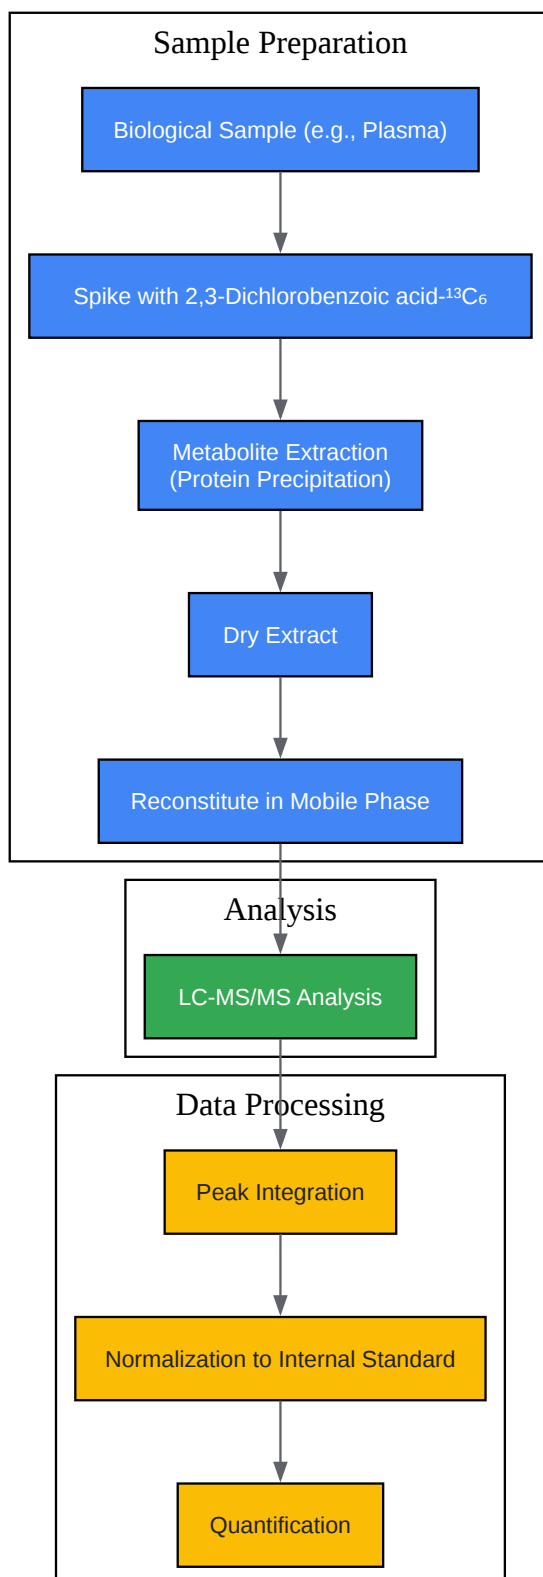 Sample Preparation
Biological Sample (e.g., Plasma)
Spike with 2,3-Dichlorobenzoic acid-¹³C₆
Metabolite Extraction
(Protein Precipitation)
Dry Extract
Reconstitute in Mobile Phase
Analysis
LC-MS/MS Analysis
Data Processing
Peak Integration
Normalization to Internal Standard
Quantification